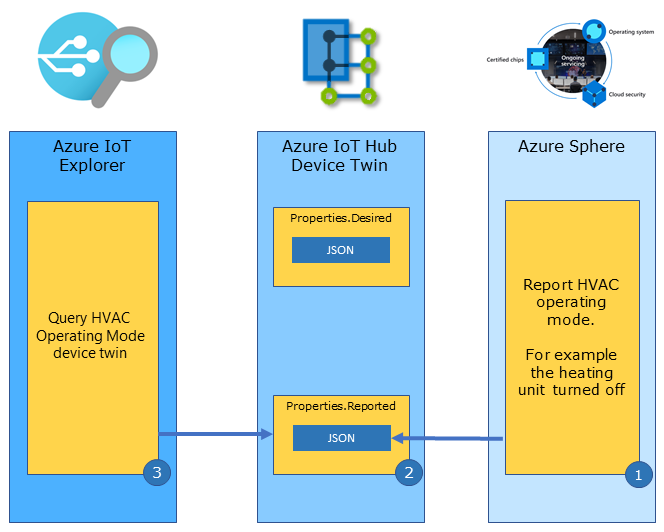 Operating system
Certified chips
Ongoing
servicing
Cloud security
Azure IoT
Explorer
Query HVAC
Operating Mode
device twin
3
Azure IoT Hub
Device Twin
Properties.Desired
JSON
Properties.Reported
JSON
2
Azure Sphere
Report HVAC
operating
mode.
For example
the heating
unit turned off
1